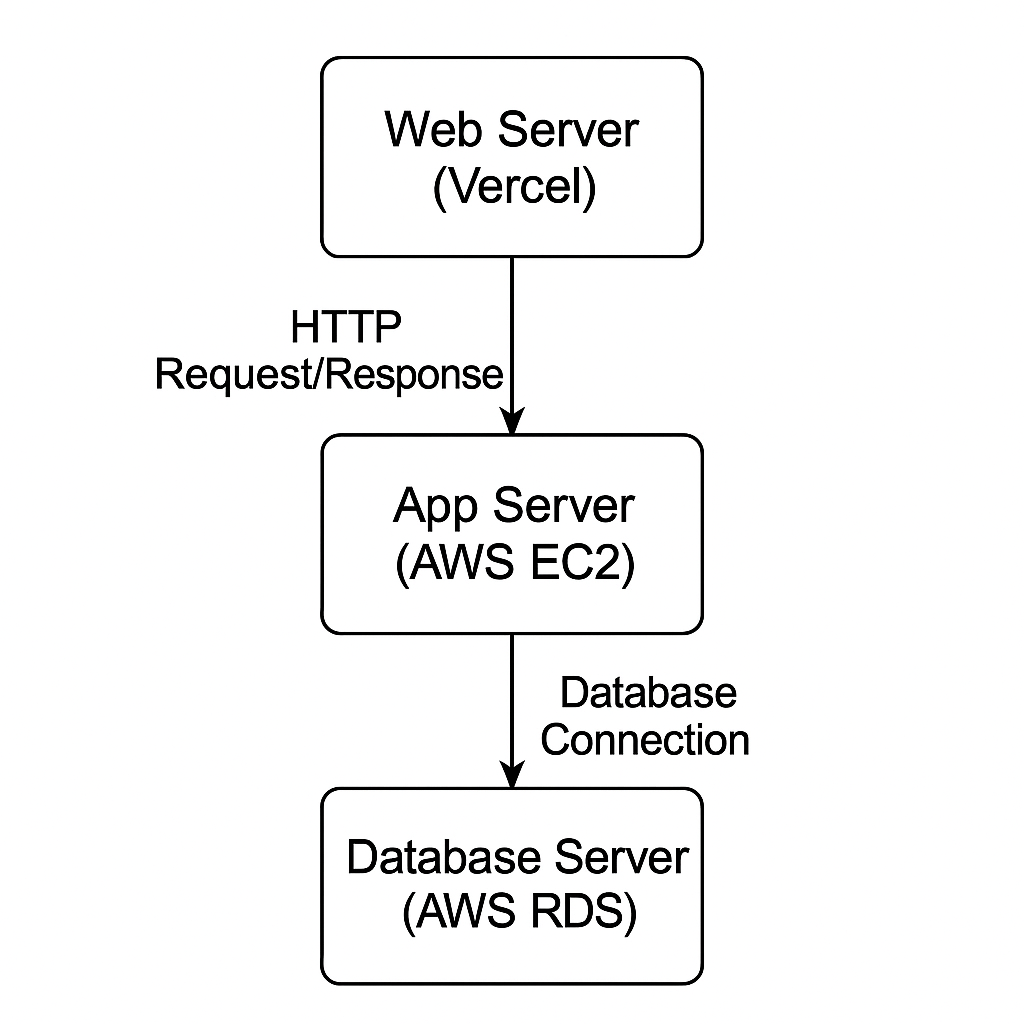 Web Server
(Vercel)
HTTP
Request/Response
App Server
(AWS EC2)
Database
Connection
Database Server
(AWS RDS)